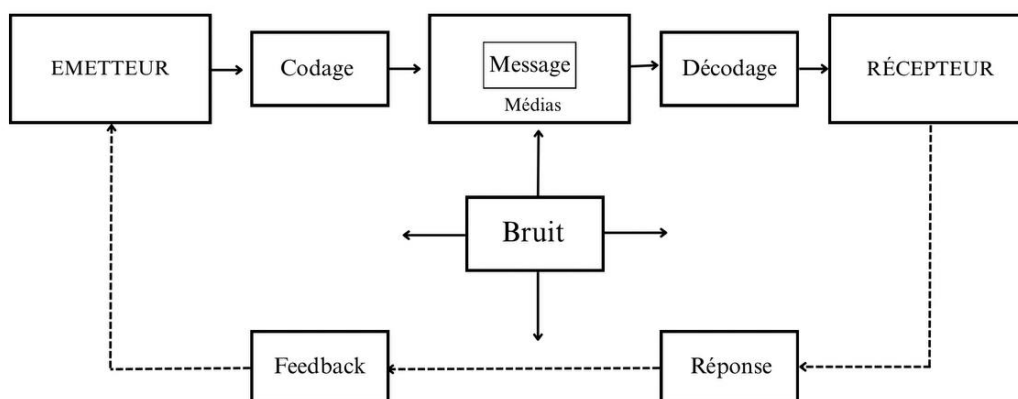 EMETTEUR
Codage
Message
Médias
Décodage
RÉCEPTEUR
Bruit
Feedback
Réponse